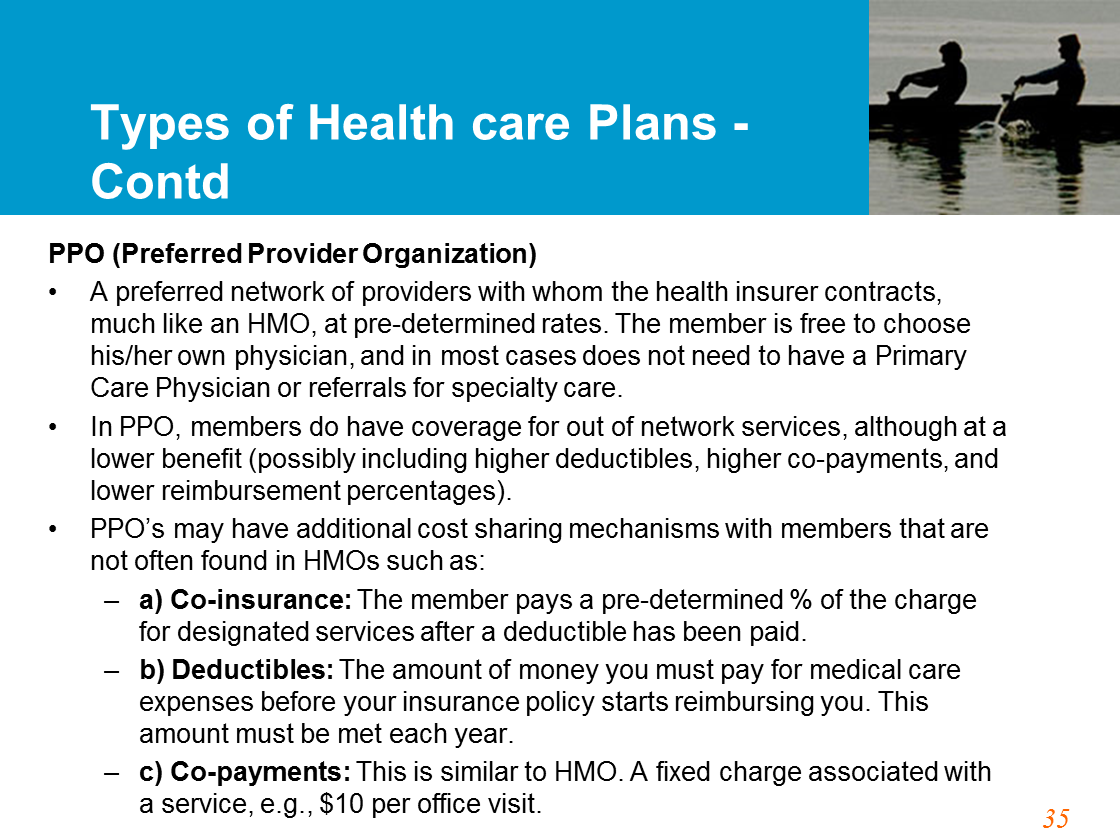 Types of Health care Plans -
Contd
PPO (Preferred Provider Organization)
• A preferred network of providers with whom the health insurer contracts,
much like an HMO, at pre-determined rates. The member is free to choose
his/her own physician, and in most cases does not need to have a Primary
Care Physician or referrals for specialty care.
• In PPO, members do have coverage for out of network services, although at a
lower benefit (possibly including higher deductibles, higher co-payments, and
lower reimbursement percentages).
• PPO’s may have additional cost sharing mechanisms with members that are
not often found in HMOs such as:
– a) Co-insurance: The member pays a pre-determined % of the charge
for designated services after a deductible has been paid.
– b) Deductibles: The amount of money you must pay for medical care
expenses before your insurance policy starts reimbursing you. This
amount must be met each year.
– c) Co-payments: This is similar to HMO. A fixed charge associated with
a service, e.g., $10 per office visit.
35